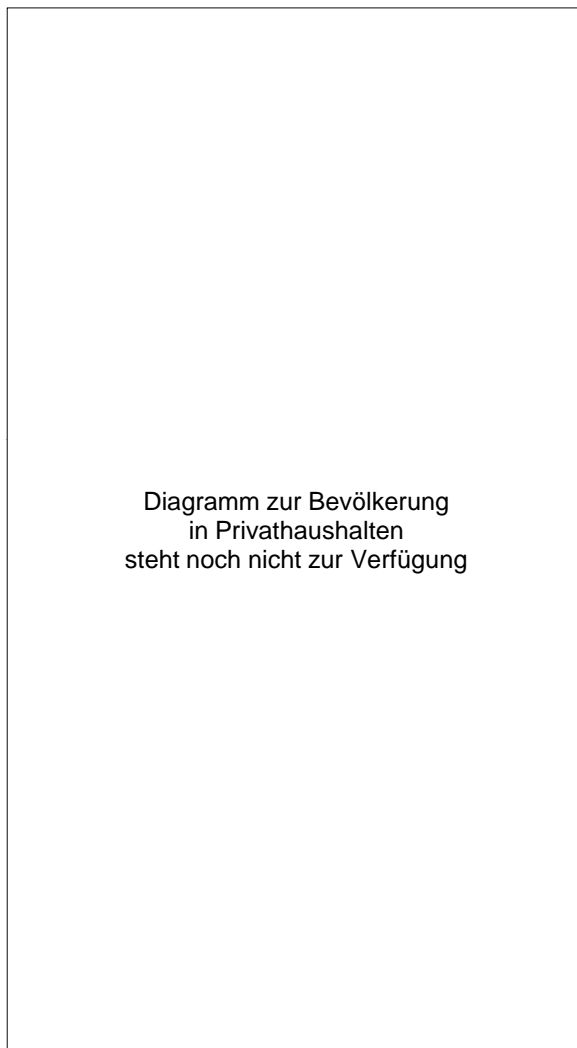 Diagramm zur Bevölkerung
in Privathaushalten
steht noch nicht zur Verfügung